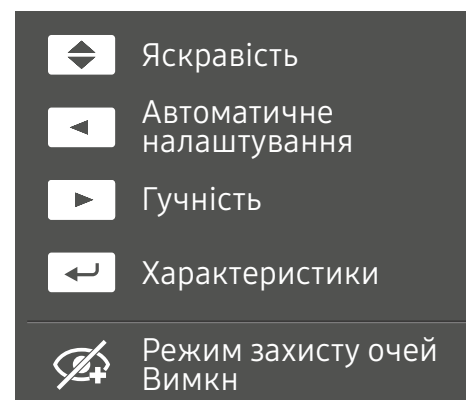 Яскравість
Автоматичне
налаштування
Гучність
Характеристики
Режим захисту очей
Вимкн